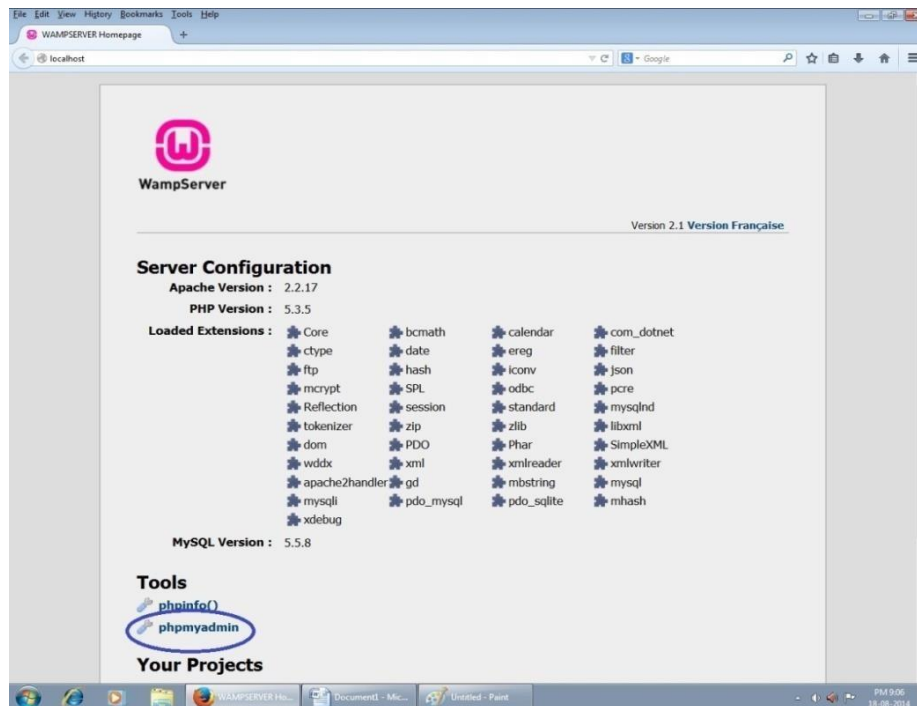 File Edit View History Bookmarks Tools Help
WAMPSERVER Homepage +
localhost
Google
WampServer
Version 2.1 Version Française
Server Configuration
Apache Version : 2.2.17
PHP Version : 5.3.5
Loaded Extensions : Core bcmath calendar com_dotnet
ctype date ereg filter
ftp hash iconv json
mcrypt SPL odbc pcre
Reflection session standard mysqlnd
tokenizer zip zlib libxml
dom PDO Phar SimpleXML
wddx xml xmlreader xmlwriter
apache2handler gd mbstring mysql
mysqli pdo_mysql pdo_sqlite mhash
xdebug
MySQL Version : 5.5.8
Tools
phpinfo()
phpmyadmin
Your Projects
WAMPSERVER Ho... Document1 - Mic... Untitled - Paint
PM 9:06
18-08-2014